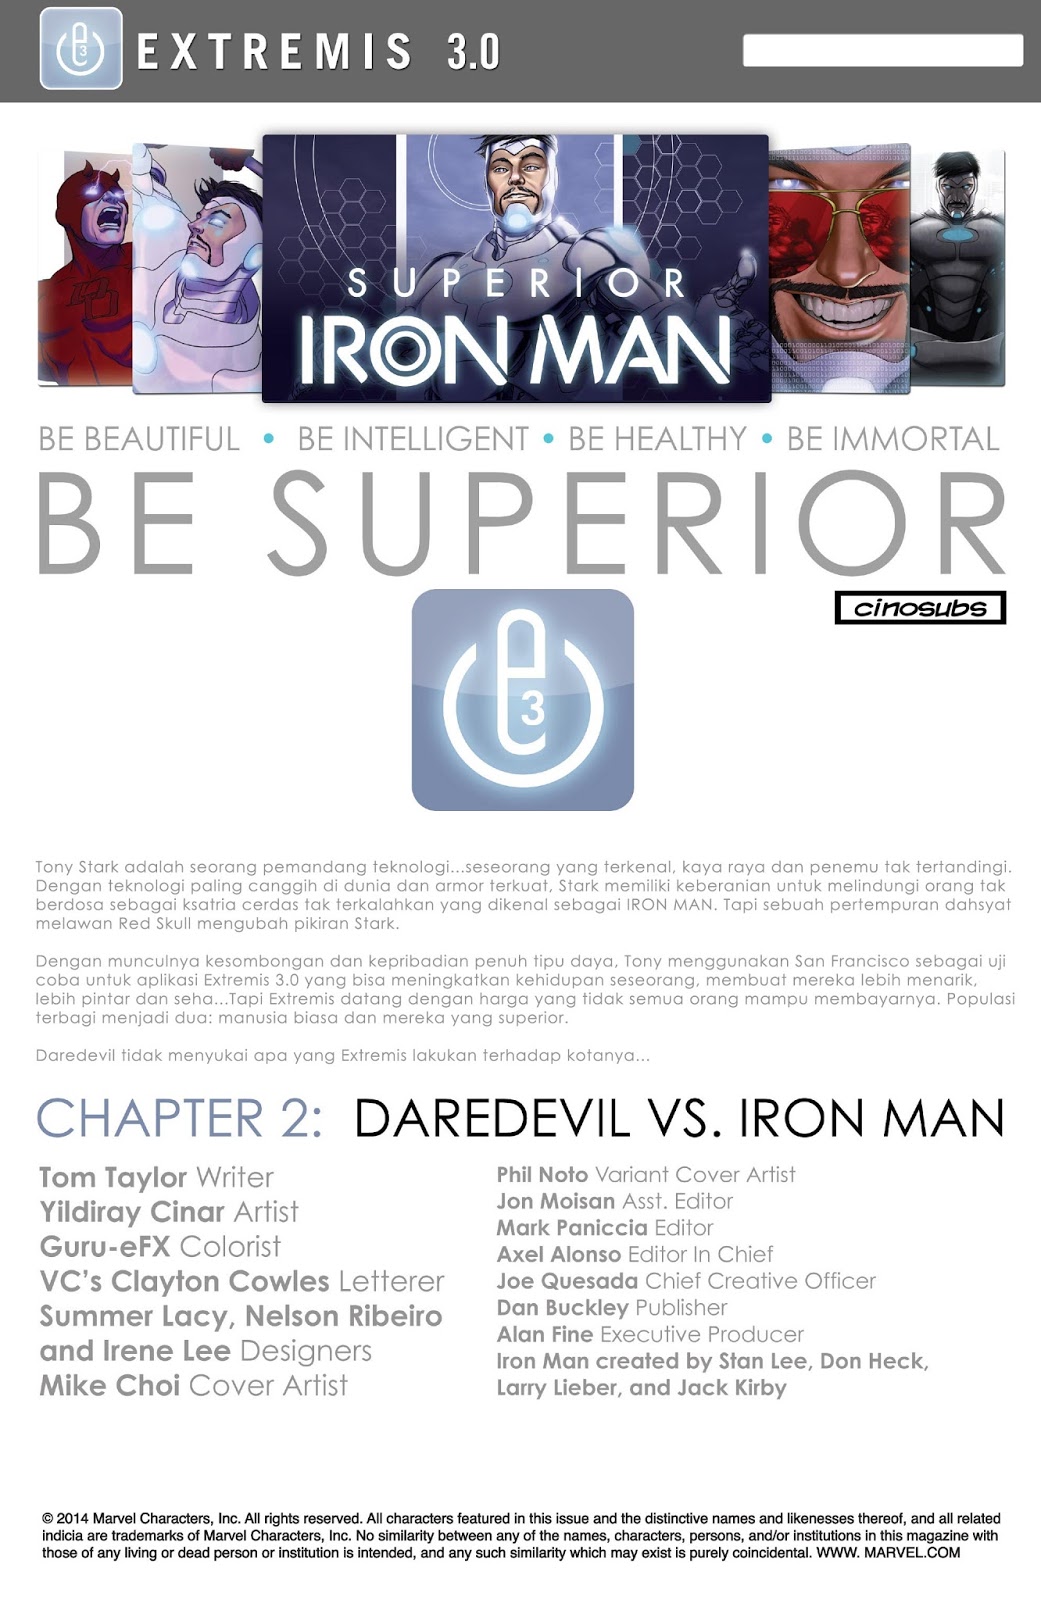 EXTREMIS 3.0
SUPERIOR
IRON MAN
BE BEAUTIFUL • BE INTELLIGENT • BE HEALTHY • BE IMMORTAL
BE SUPERIOR
cinosubs
3
Tony Stark adalah seorang pemandang teknologi...seseorang yang terkenal, kaya raya dan penemu tak tertandingi.
Dengan teknologi paling canggih di dunia dan armor terkuat, Stark memiliki keberanian untuk melindungi orang tak
berdosa sebagai ksatria cerdas tak terkalahkan yang dikenal sebagai IRON MAN. Tapi sebuah pertempuran dahsyat
melawan Red Skull mengubah pikiran Stark.
Dengan munculnya kesombongan dan kepribadian penuh tipu daya, Tony menggunakan San Francisco sebagai uji
coba untuk aplikasi Extremis 3.0 yang bisa meningkatkan kehidupan seseorang, membuat mereka lebih menarik,
lebih pintar dan seha...Tapi Extremis datang dengan harga yang tidak semua orang mampu membayarnya. Populasi
terbagi menjadi dua: manusia biasa dan mereka yang superior.
Daredevil tidak menyukai apa yang Extremis lakukan terhadap kotanya...
CHAPTER 2: DAREDEVIL VS. IRON MAN
Tom Taylor Writer
Yildiray Cinar Artist
Guru-eFX Colorist
VC's Clayton Cowles Letterer
Summer Lacy, Nelson Ribeiro
and Irene Lee Designers
Mike Choi Cover Artist
Phil Noto Variant Cover Artist
Jon Moisan Asst. Editor
Mark Paniccia Editor
Axel Alonso Editor In Chief
Joe Quesada Chief Creative Officer
Dan Buckley Publisher
Alan Fine Executive Producer
Iron Man created by Stan Lee, Don Heck,
Larry Lieber, and Jack Kirby
© 2014 Marvel Characters, Inc. All rights reserved. All characters featured in this issue and the distinctive names and likenesses thereof, and all related
indicia are trademarks of Marvel Characters, Inc. No similarity between any of the names, characters, persons, and/or institutions in this magazine with
those of any living or dead person or institution is intended, and any such similarity which may exist is purely coincidental. WWW. MARVEL.COM